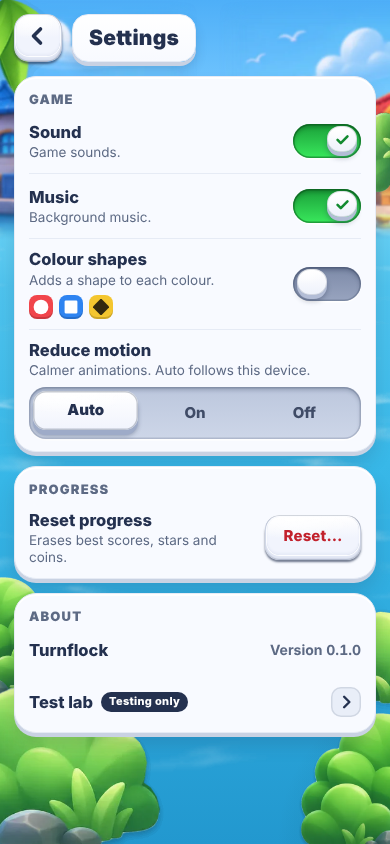 Settings
GAME
Sound
Game sounds.
Music
Background music.
Colour shapes
Adds a shape to each colour.
Reduce motion
Calmer animations. Auto follows this device.
Auto On Off
PROGRESS
Reset progress
Erases best scores, stars and
coins.
Reset...
ABOUT
Turnflock Version 0.1.0
Test lab Testing only